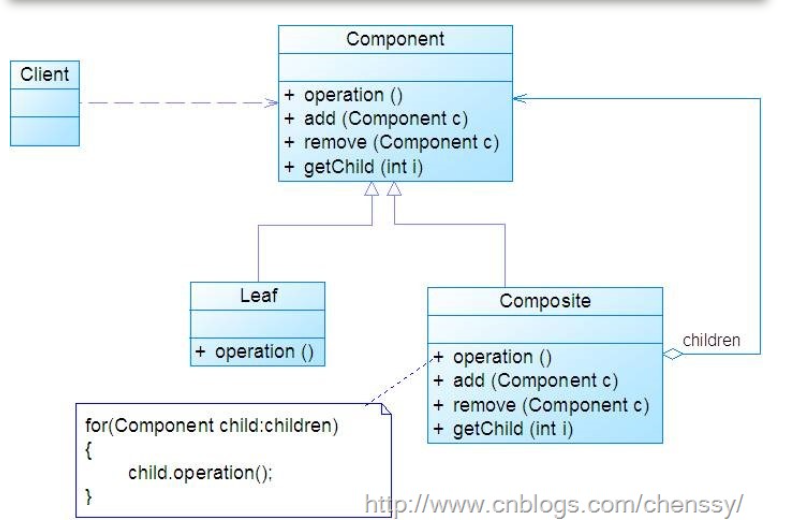 Component
Client
+ operation ()
+ add (Component c)
+ remove (Component c)
+ getChild (int i)
Leaf
+ operation ()
Composite
+ operation ()
+ add (Component c)
+ remove (Component c)
+ getChild (int i)
children
for(Component child:children)
{
child.operation();
}
http://www.cnblogs.com/chenssy/